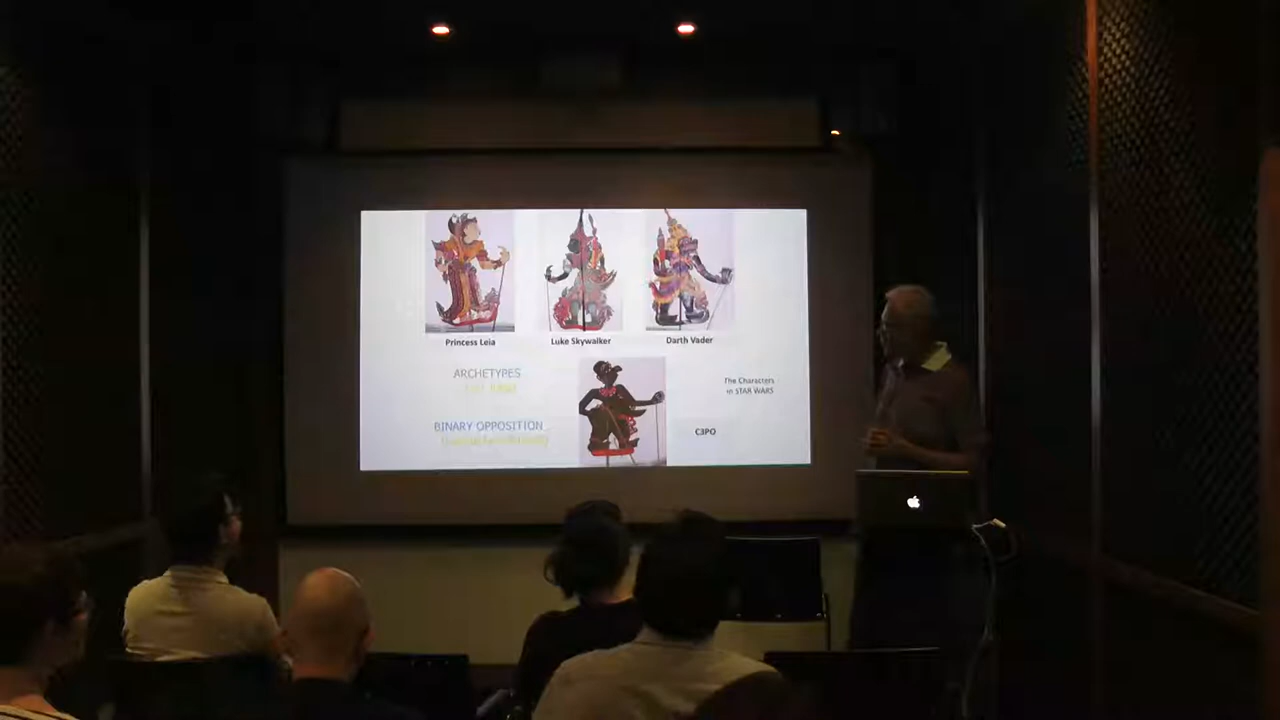 Princess Leia
Luke Skywalker
Darth Vader
ARCHETYPES
The Characters
in STAR WARS
BINARY OPPOSITION
C3PO